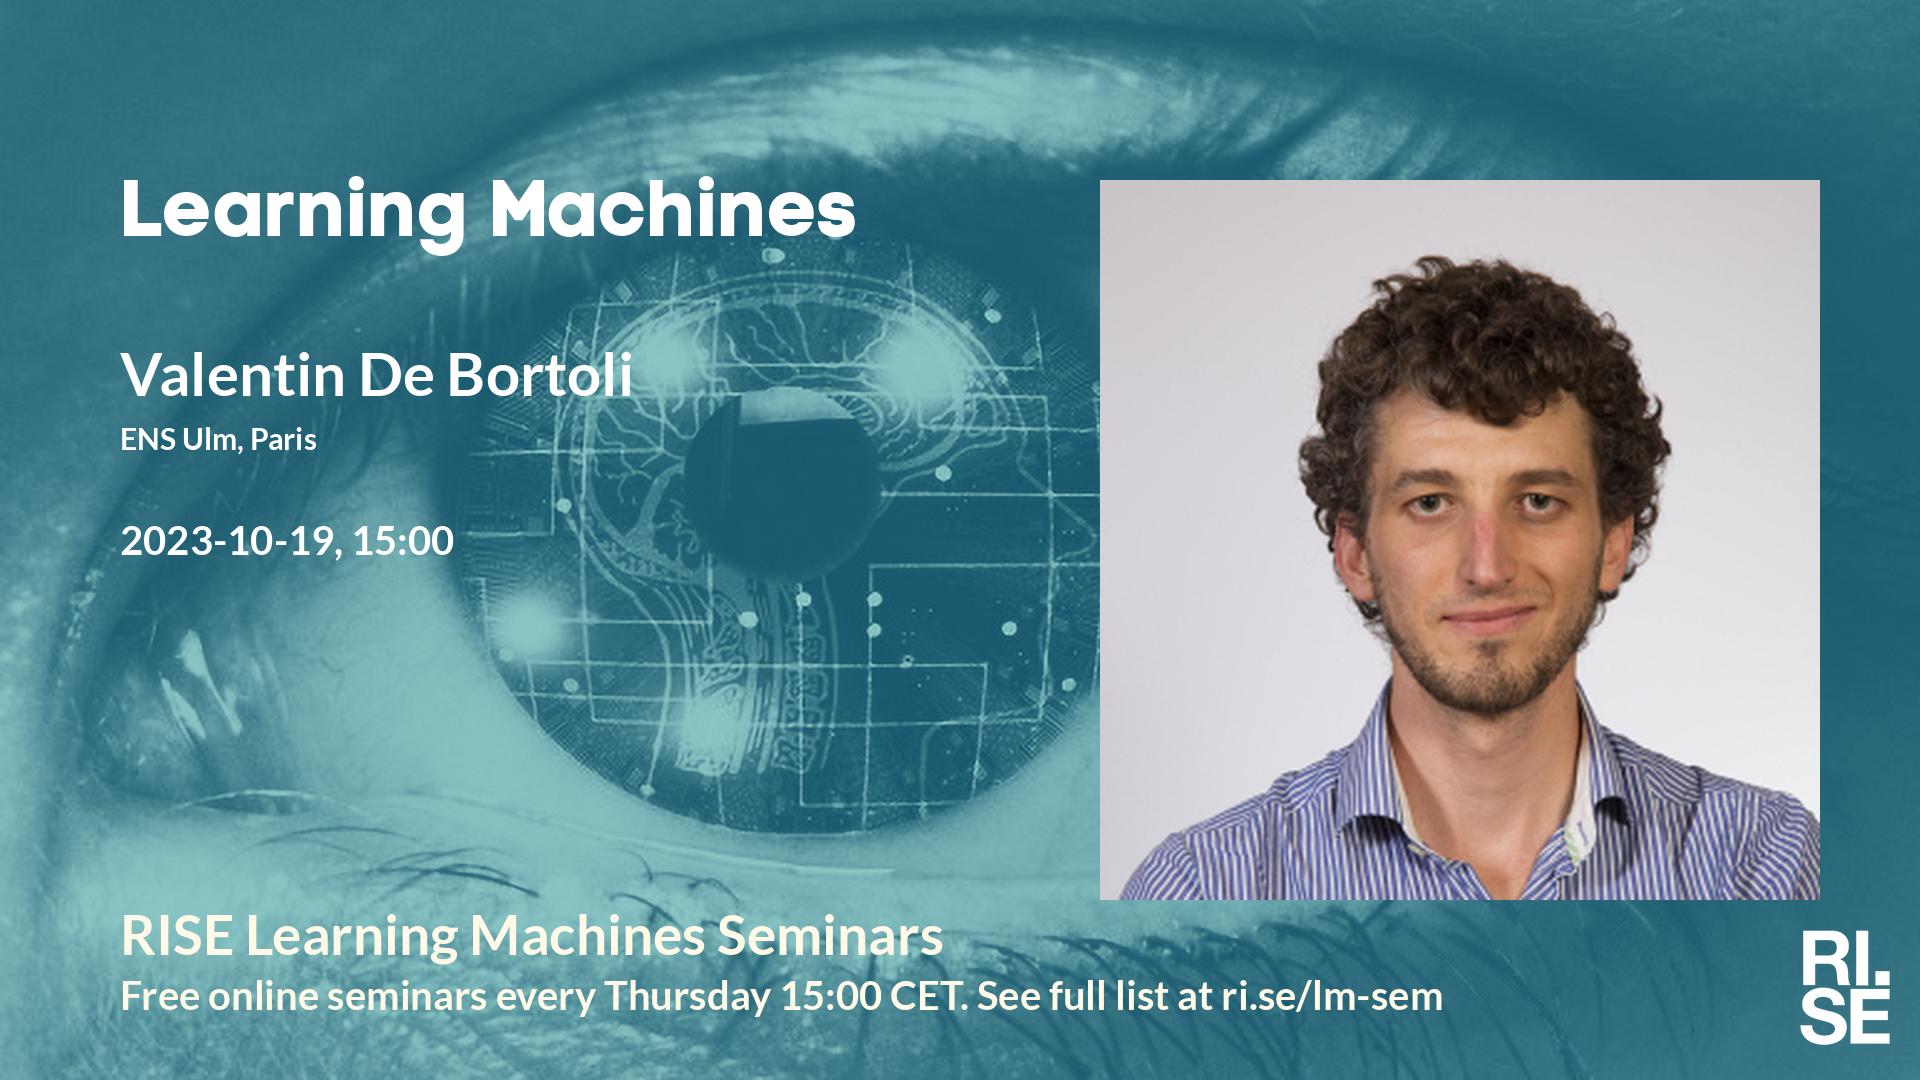 Learning Machines
Valentin De Bortoli
ENS Ulm, Paris
2023-10-19, 15:00
RISE Learning Machines Seminars
Free online seminars every Thursday 15:00 CET. See full list at ri.se/lm-sem
RI.
SE